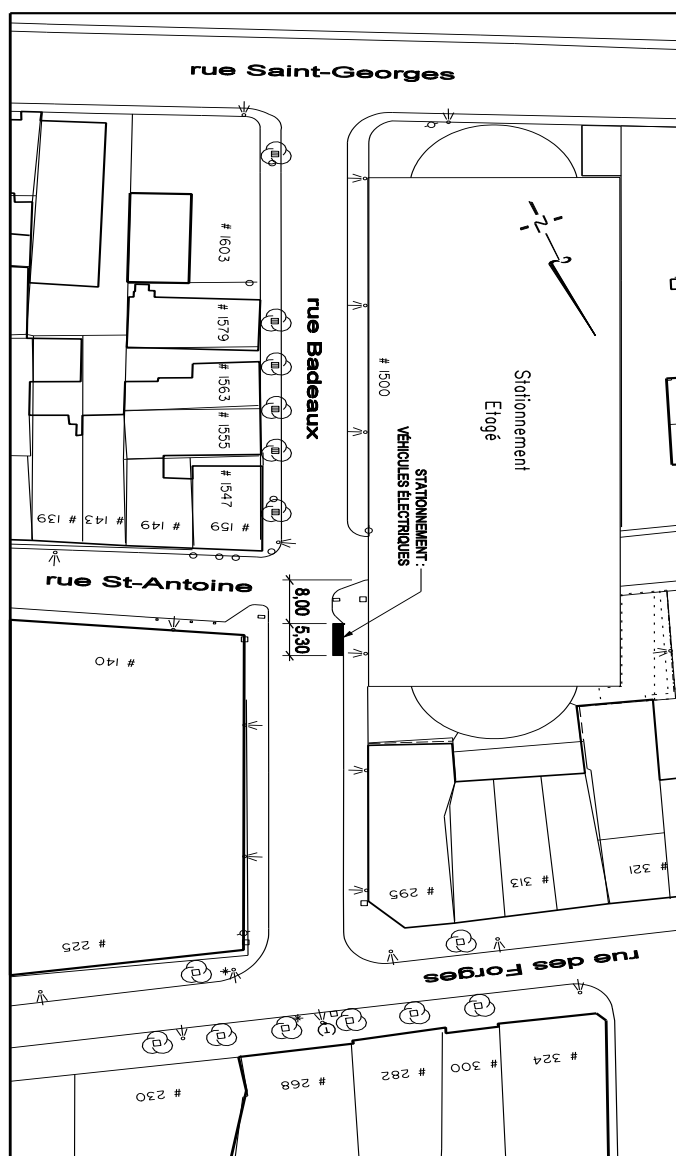 rue Saint-Georges
# 1603
# 1579
# 1563
# 1555
# 1547
# 159
# 149
# 143
# 139
rue Badeaux
# 1500
Stationnement
Etagé
N
STATIONNEMENT :
VÉHICULES ÉLECTRIQUES
rue St-Antoine
8,00
5,30
# 140
# 225
# 295
# 313
# 321
rue des Forges
T
# 230
# 268
# 282
# 300
# 324